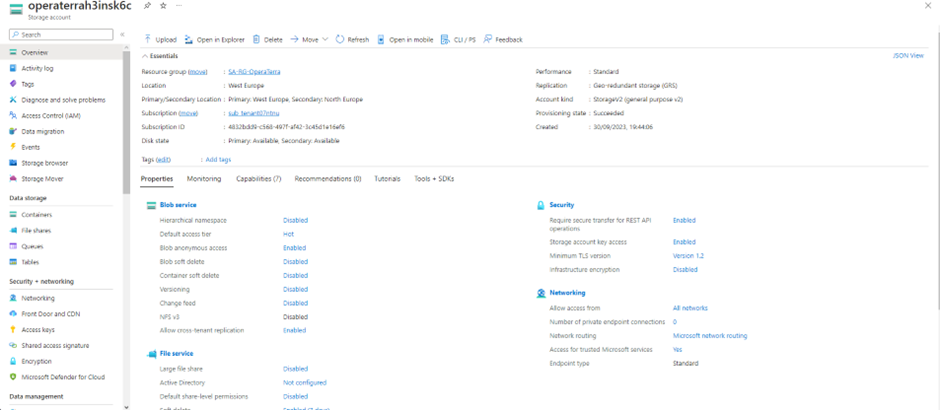 operaterrah3insk6c
Storage account
Search
Upload Open in Explorer Delete Move Refresh Open in mobile CLI / PS Feedback
Overview
Activity log
Tags
Diagnose and solve problems
Access Control (IAM)
Data migration
Events
Storage browser
Storage Mover
Data storage
Containers
File shares
Queues
Tables
Security + networking
Networking
Front Door and CDN
Access keys
Shared access signature
Encryption
Microsoft Defender for Cloud
Data management
Essentials
JSON View
Resource group (move) : SA-RG-OperaTerra
Location : West Europe
Primary/Secondary Location : Primary: West Europe, Secondary: North Europe
Subscription (move) :
Subscription ID :
Disk state : Primary: Available, Secondary: Available
Performance : Standard
Replication : Geo-redundant storage (GRS)
Account kind : StorageV2 (general purpose v2)
Provisioning state : Succeeded
Created : 30/09/2023, 19:44:06
Tags (edit) : Add tags
Properties Monitoring Capabilities (7) Recommendations (0) Tutorials Tools + SDKs
Blob service
Hierarchical namespace Disabled
Default access tier Hot
Blob anonymous access Enabled
Blob soft delete Disabled
Container soft delete Disabled
Versioning Disabled
Change feed Disabled
NFS v3 Disabled
Allow cross-tenant replication Enabled
File service
Large file share Disabled
Active Directory Not configured
Default share-level permissions Disabled
Soft delete Enabled (7 days)
Security
Require secure transfer for REST API operations Enabled
Storage account key access Enabled
Minimum TLS version Version 1.2
Infrastructure encryption Disabled
Networking
Allow access from All networks
Number of private endpoint connections 0
Network routing Microsoft network routing
Access for trusted Microsoft services Yes
Endpoint type Standard